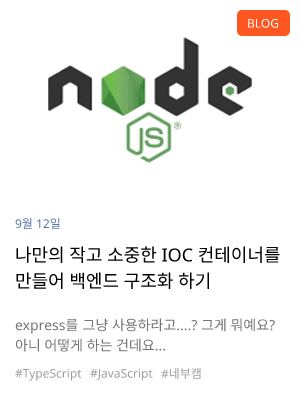 BLOG
node
JS
®
9월 12일
나만의 작고 소중한 IOC 컨테이너를
만들어 백엔드 구조화 하기
express를 그냥 사용하라고....? 그게 뭐예요?
아니 어떻게 하는 건데요...
#TypeScript #JavaScript #네부캠